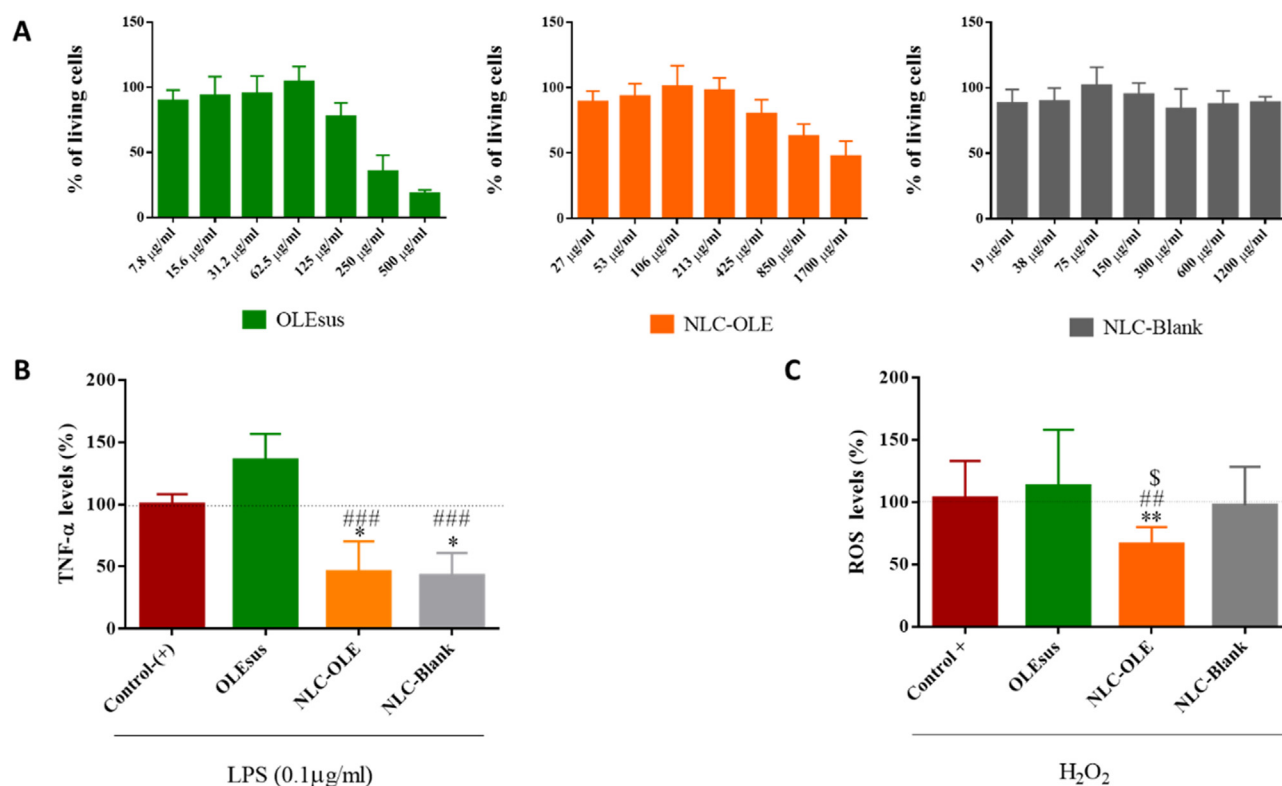 A
% of living cells
150
100
50
0
7.8 µg/ml
15.6 µg/ml
31.2 µg/ml
62.5 µg/ml
125 µg/ml
250 µg/ml
500 µg/ml
OLEsus
% of living cells
150
100
50
0
27 µg/ml
53 µg/ml
106 µg/ml
213 µg/ml
425 µg/ml
850 µg/ml
1700 µg/ml
NLC-OLE
% of living cells
150
100
50
0
19 µg/ml
38 µg/ml
75 µg/ml
150 µg/ml
300 µg/ml
600 µg/ml
1200 µg/ml
NLC-Blank
B
TNF-α levels (%)
200
150
100
50
0
###
*
###
*
Control-(+)
OLEsus
NLC-OLE
NLC-Blank
LPS (0.1µg/ml)
C
ROS levels (%)
200
150
100
50
0
$
##
**
Control +
OLEsus
NLC-OLE
NLC-Blank
H₂O₂